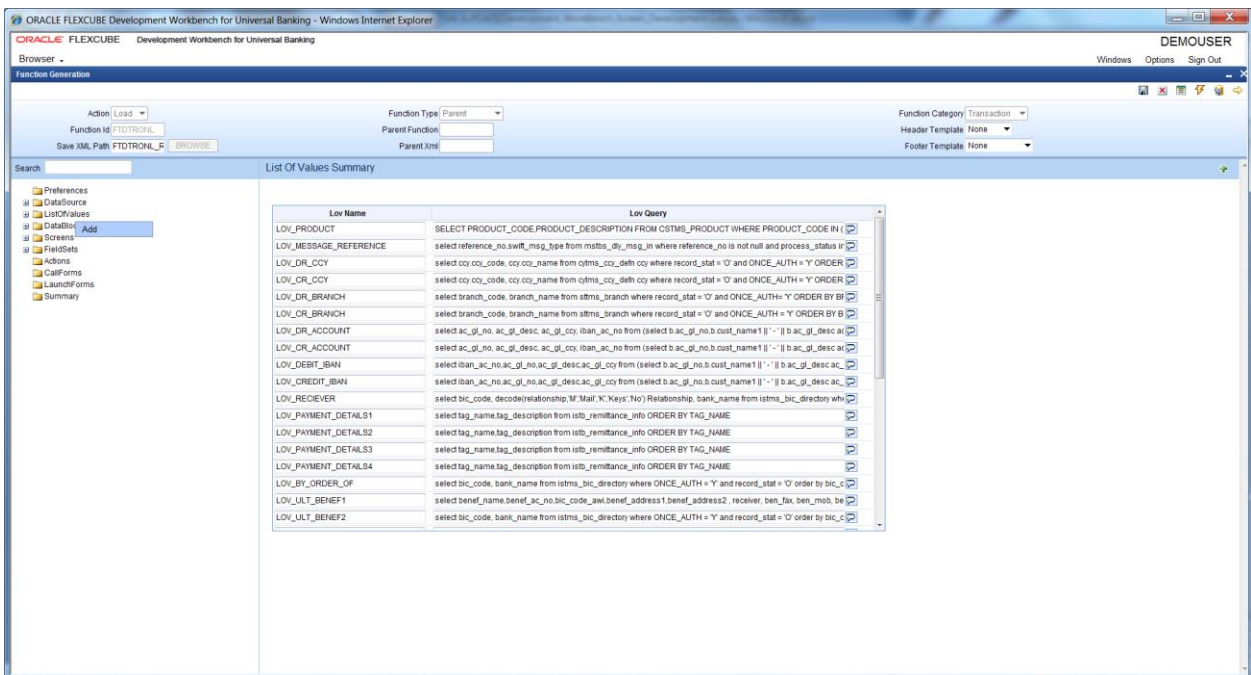 ORACLE FLEXCUBE Development Workbench for Universal Banking - Windows Internet Explorer
ORACLE FLEXCUBE Development Workbench for Universal Banking DEMOUSER
Browser Windows Options Sign Out
Function Generation
Action Load Function Type Parent Function Category Transaction
Function Id FTDTRONL Parent Function Header Template None
Save XML Path FTDTRONL_R BROWSE Parent Xml Footer Template None
Search List Of Values Summary
Preferences
DataSource
ListOfValues
DataBloc Add
Screens
FieldSets
Actions
CallForms
LaunchForms
Summary
Lov Name Lov Query
LOV_PRODUCT SELECT PRODUCT_CODE,PRODUCT_DESCRIPTION FROM CSTMS_PRODUCT WHERE PRODUCT_CODE IN (
LOV_MESSAGE_REFERENCE select reference_no,swift_msg_type from mstbs_dly_msg_in where reference_no is not null and process_status in
LOV_DR_CCY select ccy.ccy_code, ccy.ccy_name from cytms_ccy_defn ccy where record_stat = 'O' and ONCE_AUTH = 'Y' ORDER
LOV_CR_CCY select ccy.ccy_code, ccy.ccy_name from cytms_ccy_defn ccy where record_stat = 'O' and ONCE_AUTH = 'Y' ORDER
LOV_DR_BRANCH select branch_code, branch_name from sttms_branch where record_stat = 'O' and ONCE_AUTH= 'Y' ORDER BY BR
LOV_CR_BRANCH select branch_code, branch_name from sttms_branch where record_stat = 'O' and ONCE_AUTH = 'Y' ORDER BY B
LOV_DR_ACCOUNT select ac_gl_no, ac_gl_desc, ac_gl_ccy, iban_ac_no from (select b.ac_gl_no,b.cust_name1 || ' - ' || b.ac_gl_desc ac
LOV_CR_ACCOUNT select ac_gl_no, ac_gl_desc, ac_gl_ccy, iban_ac_no from (select b.ac_gl_no,b.cust_name1 || ' - ' || b.ac_gl_desc ac
LOV_DEBIT_IBAN select iban_ac_no,ac_gl_no,ac_gl_desc,ac_gl_ccy from (select b.ac_gl_no,b.cust_name1 || ' - ' || b.ac_gl_desc ac_
LOV_CREDIT_IBAN select iban_ac_no,ac_gl_no,ac_gl_desc,ac_gl_ccy from (select b.ac_gl_no,b.cust_name1 || ' - ' || b.ac_gl_desc ac_
LOV_RECIEVER select bic_code, decode(relationship,'M','Mail','K','Keys','No') Relationship, bank_name from istms_bic_directory whe
LOV_PAYMENT_DETAILS1 select tag_name,tag_description from istb_remittance_info ORDER BY TAG_NAME
LOV_PAYMENT_DETAILS2 select tag_name,tag_description from istb_remittance_info ORDER BY TAG_NAME
LOV_PAYMENT_DETAILS3 select tag_name,tag_description from istb_remittance_info ORDER BY TAG_NAME
LOV_PAYMENT_DETAILS4 select tag_name,tag_description from istb_remittance_info ORDER BY TAG_NAME
LOV_BY_ORDER_OF select bic_code, bank_name from istms_bic_directory where ONCE_AUTH = 'Y' and record_stat = 'O' order by bic_c
LOV_ULT_BENEF1 select benef_name,benef_ac_no,bic_code_awi,benef_address1,benef_address2 , receiver, ben_fax, ben_mob, be
LOV_ULT_BENEF2 select bic_code, bank_name from istms_bic_directory where ONCE_AUTH = 'Y' and record_stat = 'O' order by bic_c